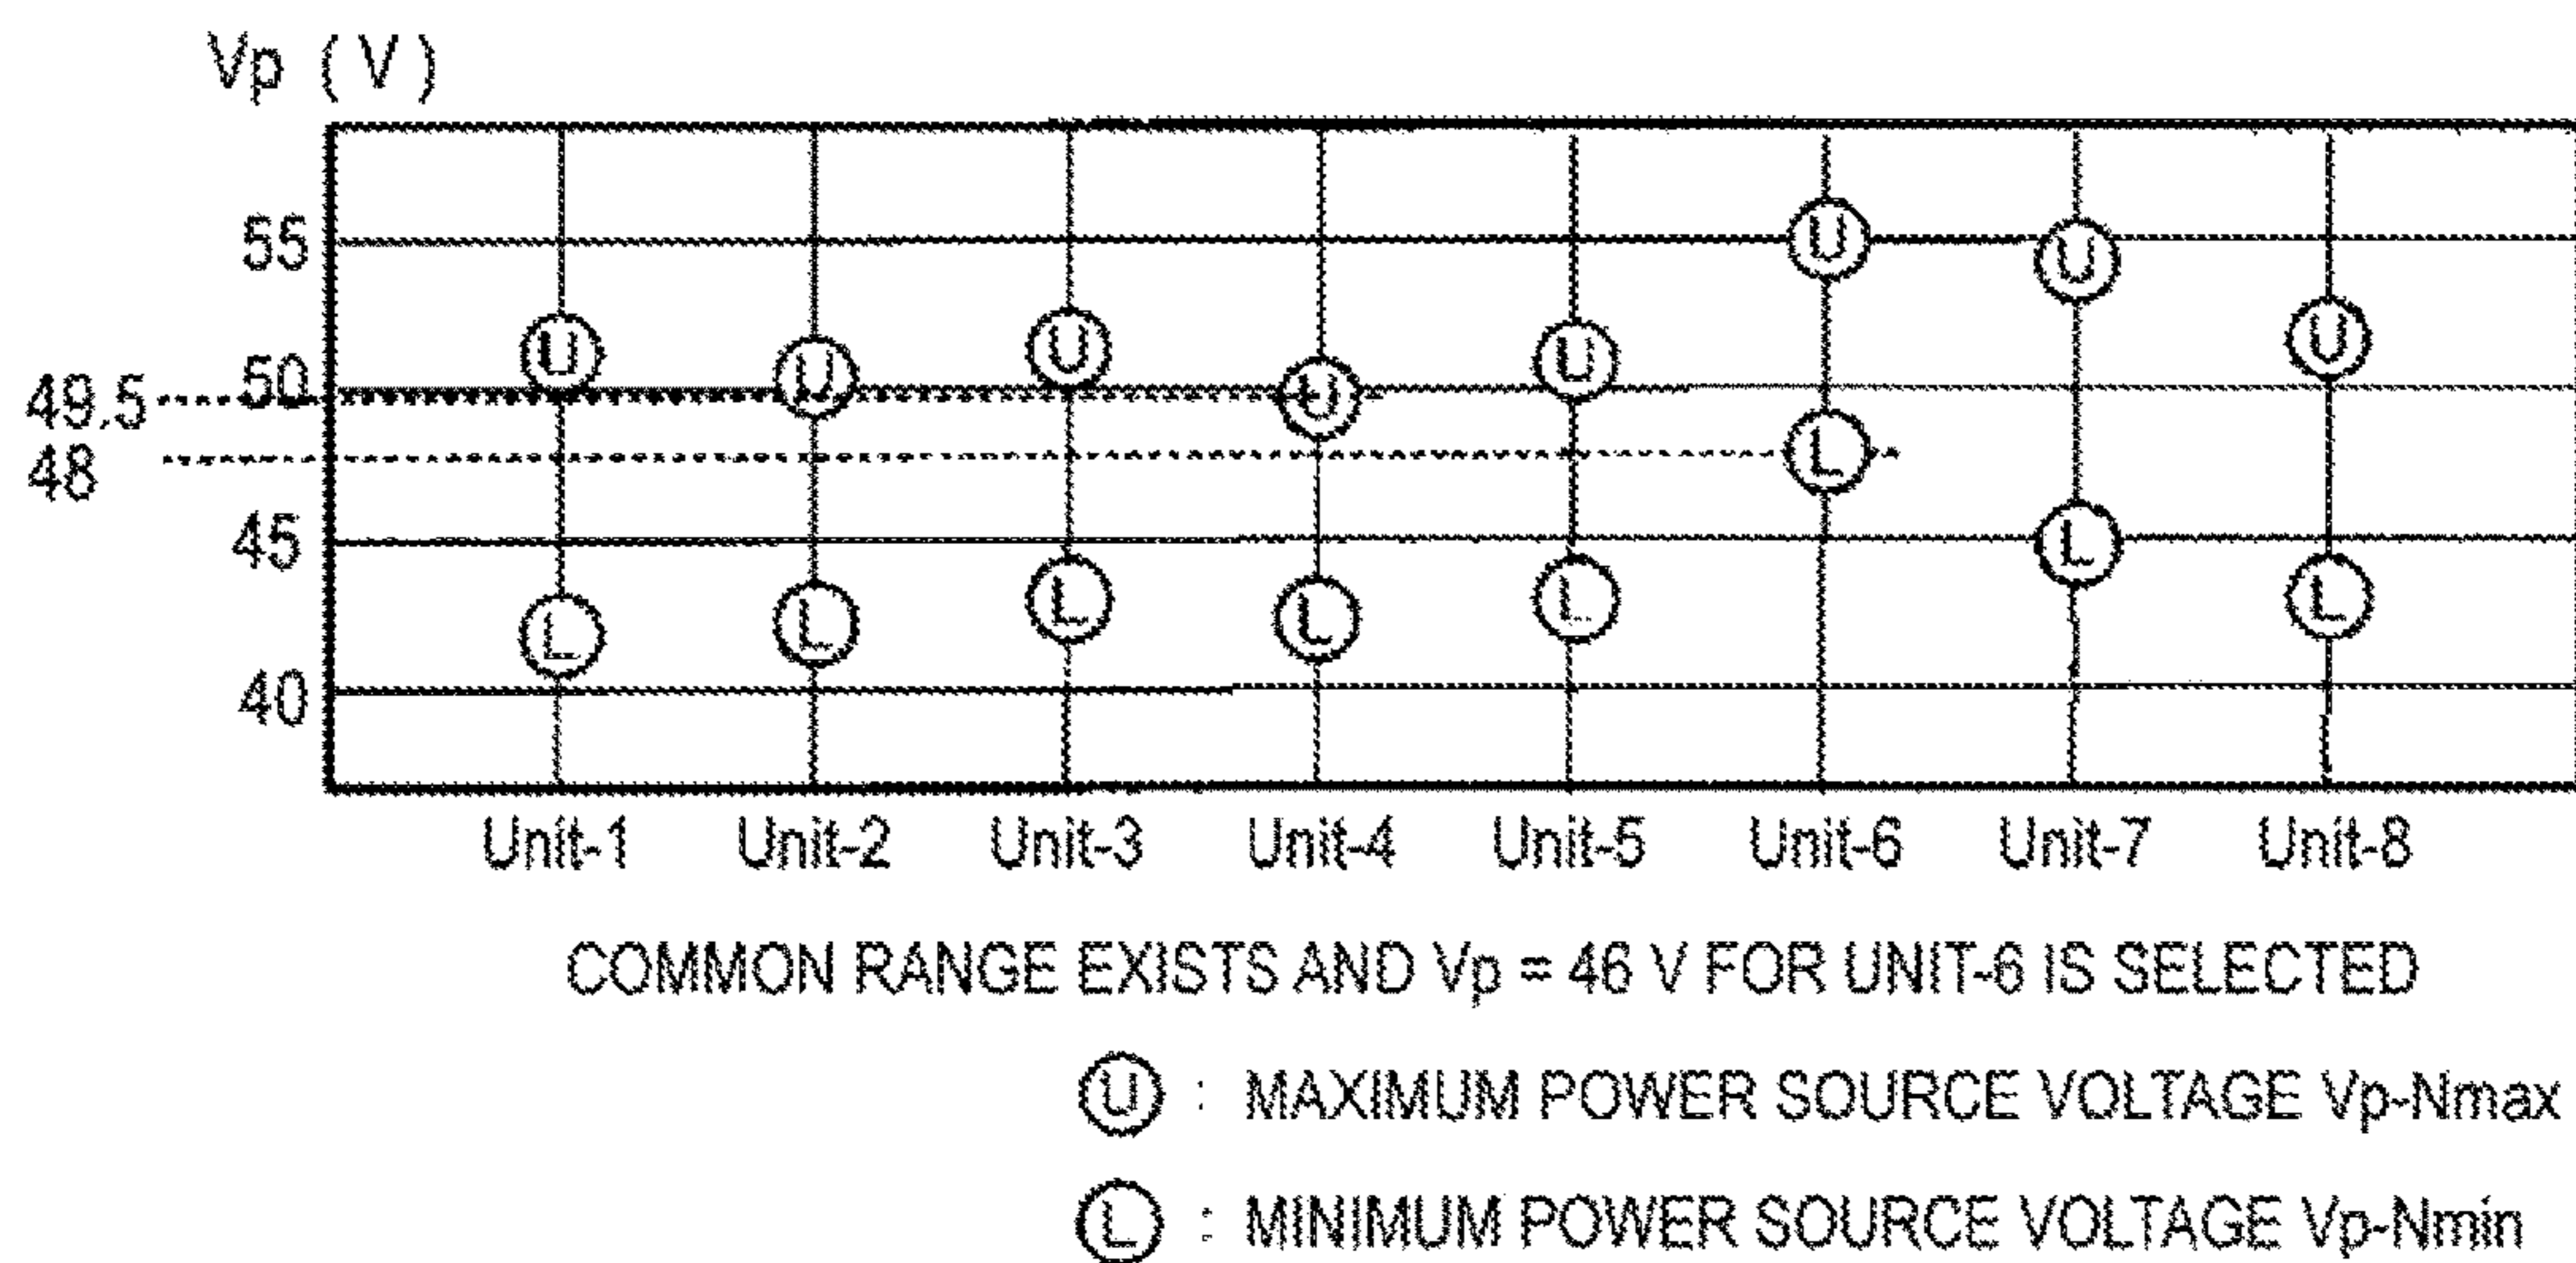 Vp (V)
55
50
49.5
48
45
40
U U U U U U U U
L L L L L L L L
Unit-1 Unit-2 Unit-3 Unit-4 Unit-5 Unit-6 Unit-7 Unit-8
COMMON RANGE EXISTS AND Vp = 46 V FOR UNIT-6 IS SELECTED
U : MAXIMUM POWER SOURCE VOLTAGE Vp-Nmax
L : MINIMUM POWER SOURCE VOLTAGE Vp-Nmin